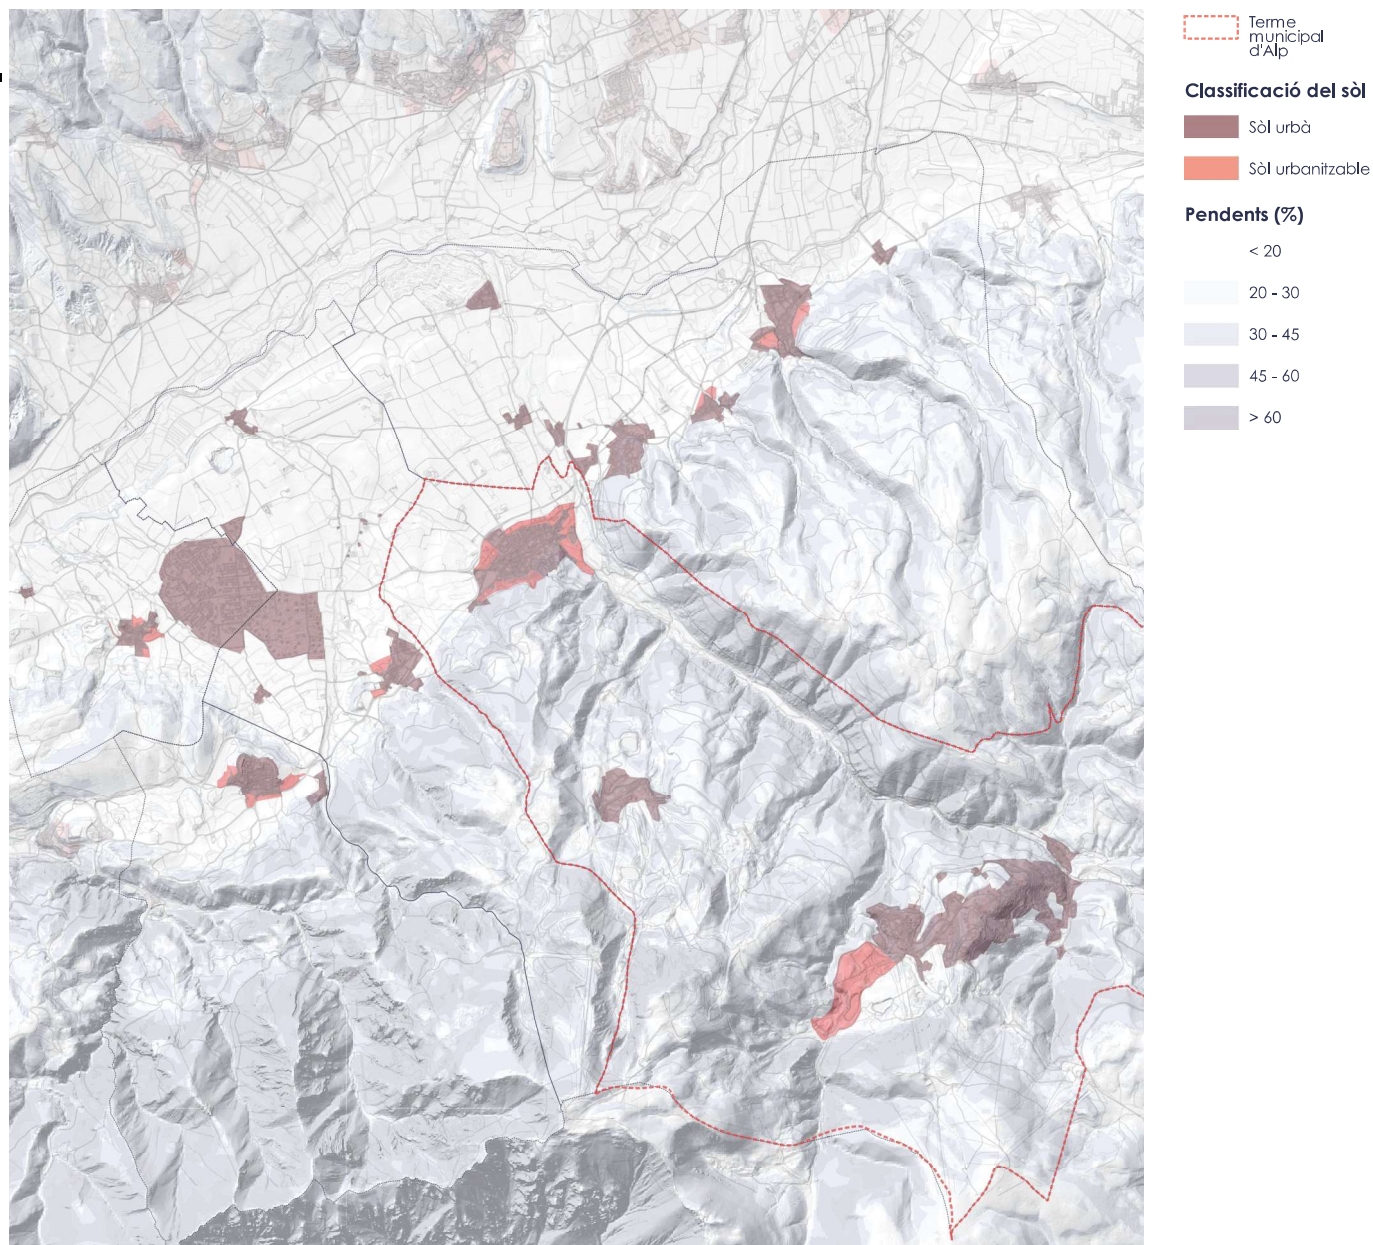 Terme
municipal
d'Alp
Classificació del sòl
Sòl urbà
Sòl urbanitzable
Pendents (%)
< 20
20 - 30
30 - 45
45 - 60
> 60